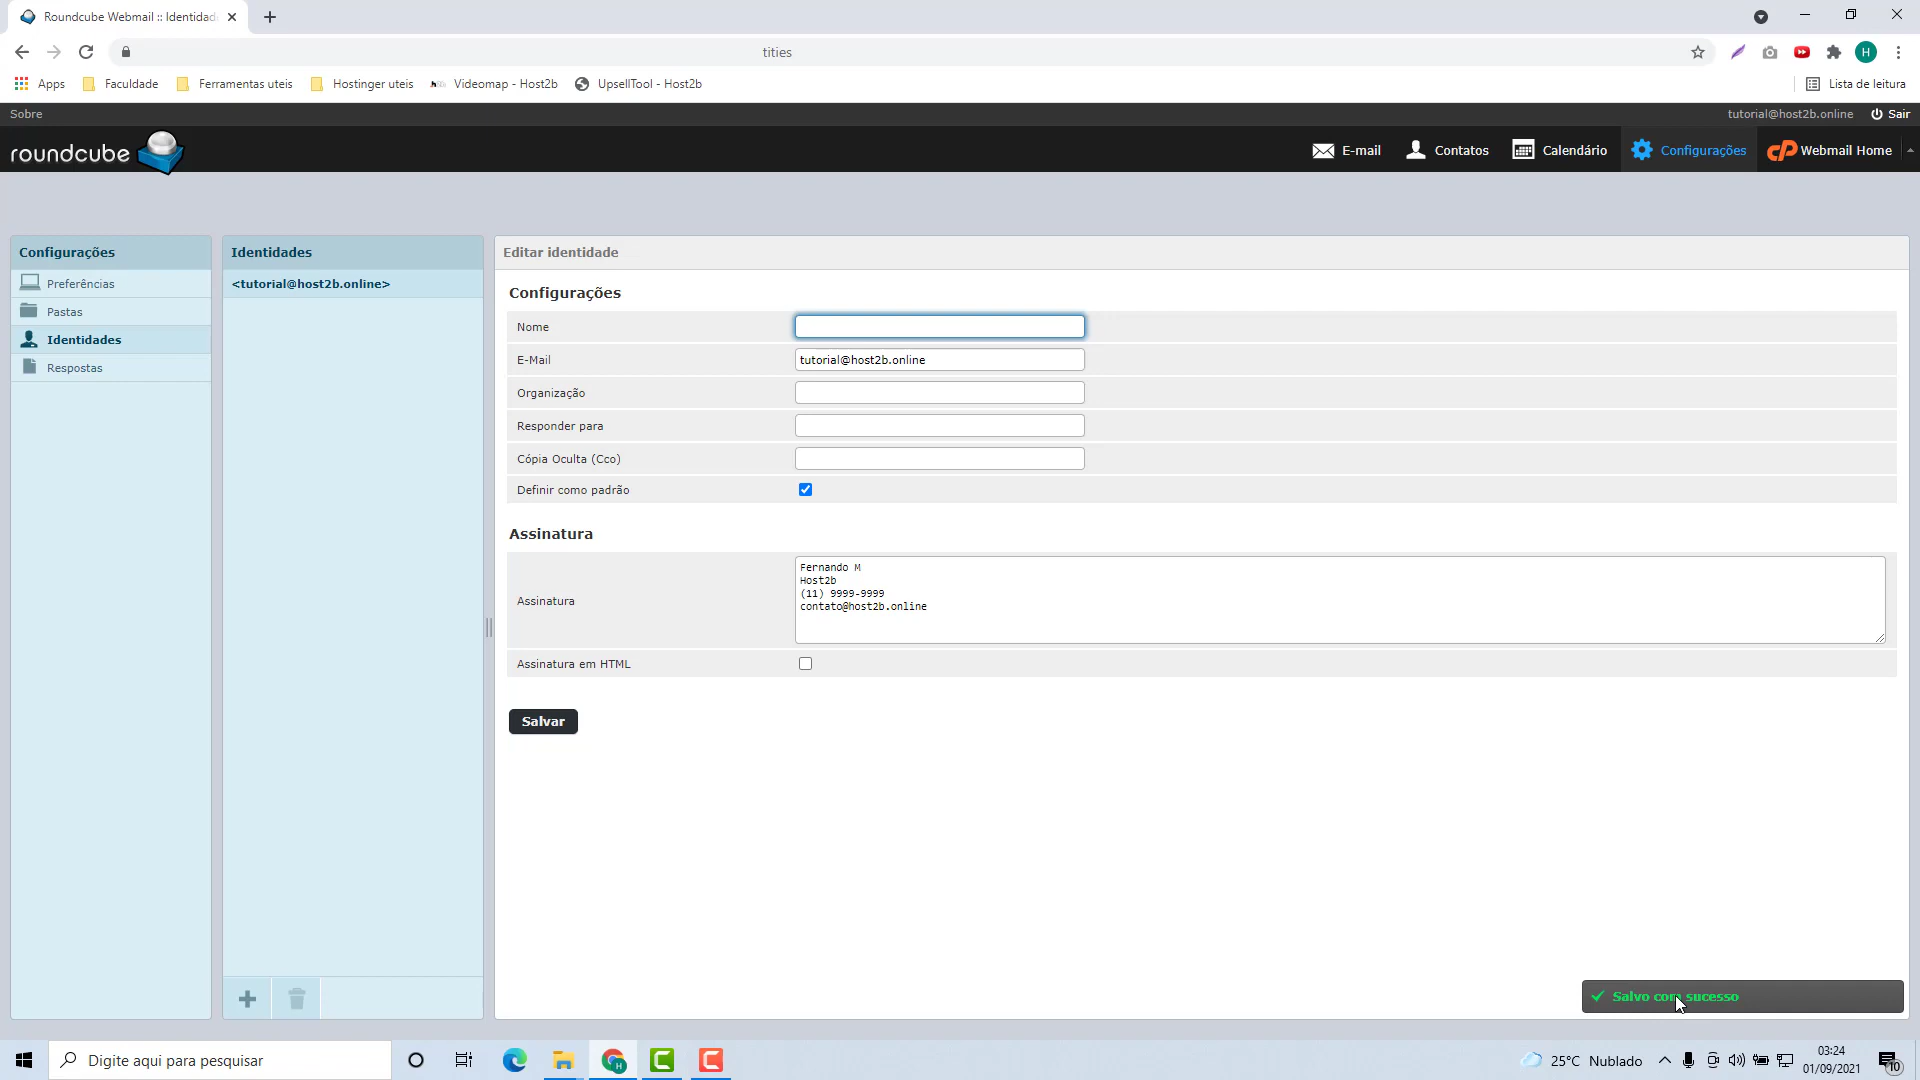 Roundcube Webmail :: Identidad
tities
Apps
Faculdade
Ferramentas uteis
Hostinger uteis
Videomap - Host2b
UpsellTool - Host2b
Lista de leitura
H
Sobre
tutorial@host2b.online
Sair
roundcube
E-mail
Contatos
Calendário
Configurações
cP Webmail Home
Configurações
Preferências
Pastas
Identidades
Respostas
Identidades
<tutorial@host2b.online>
Editar identidade
Configurações
Nome
E-Mail
tutorial@host2b.online
Organização
Responder para
Cópia Oculta (Cco)
Definir como padrão
Assinatura
Assinatura
Fernando M
Host2b
(11) 9999-9999
contato@host2b.online
Assinatura em HTML
Salvar
Salvo com sucesso
Digite aqui para pesquisar
25°C Nublado
03:24
01/09/2021
10